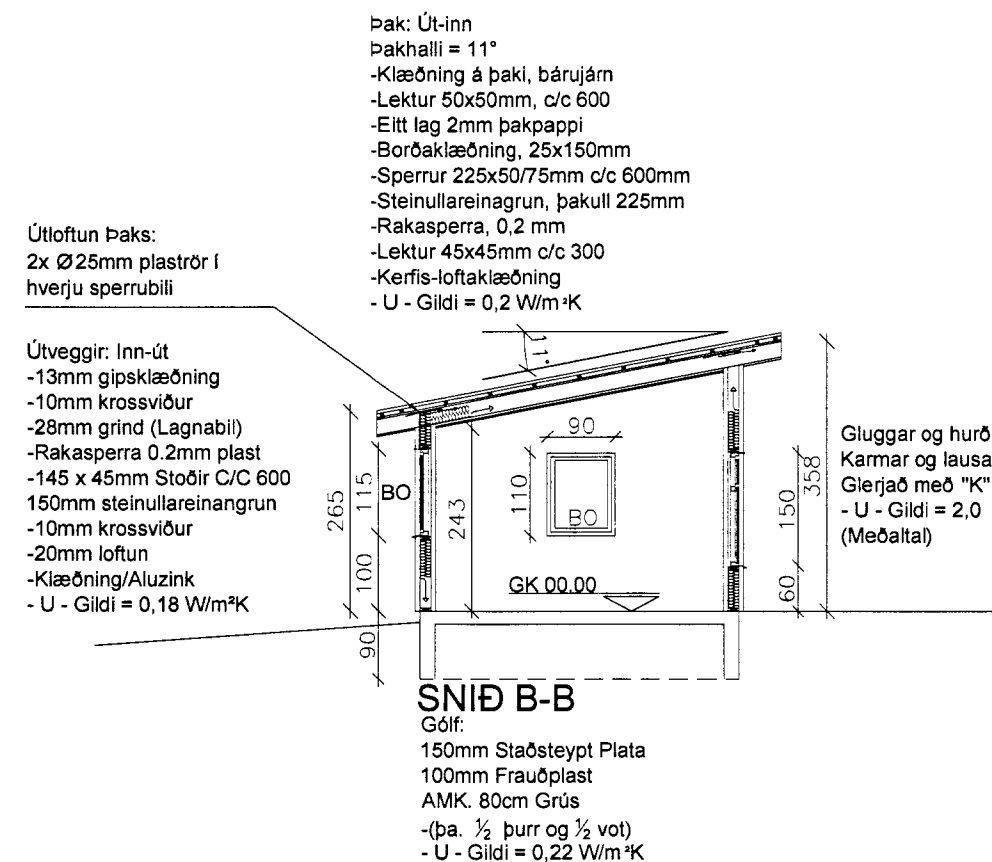 Þak: Út-inn
Þakhalli = 11°
-Klæðning á þaki, bárujárn
-Lektur 50x50mm, c/c 600
-Eitt lag 2mm þakpappi
-Borðaklæðning, 25x150mm
-Sperrur 225x50/75mm c/c 600mm
-Steinullareinagrun, þakull 225mm
-Rakasperra, 0,2 mm
-Lektur 45x45mm c/c 300
-Kerfis-loftaklæðning
- U - Gildi = 0,2 W/m²K
Útloftun Þaks:
2x Ø25mm plaströr í
hverju sperrubili
Útveggir: Inn-út
-13mm gipsklæðning
-10mm krossviður
-28mm grind (Lagnabil)
-Rakasperra 0.2mm plast
-145 x 45mm Stoðir C/C 600
150mm steinullareinangrun
-10mm krossviður
-20mm loftun
-Klæðning/Aluzink
- U - Gildi = 0,18 W/m²K
11°
265
115
100
90
BO
243
90
110
BO
GK 00.00
150
60
358
Gluggar og hurð
Karmar og lausa
Glerjað með "K"
- U - Gildi = 2,0
(Meðaltal)
SNIÐ B-B
Gólf:
150mm Staðsteypt Plata
100mm Frauðplast
AMK. 80cm Grús
-(þa. ½ þurr og ½ vot)
- U - Gildi = 0,22 W/m²K